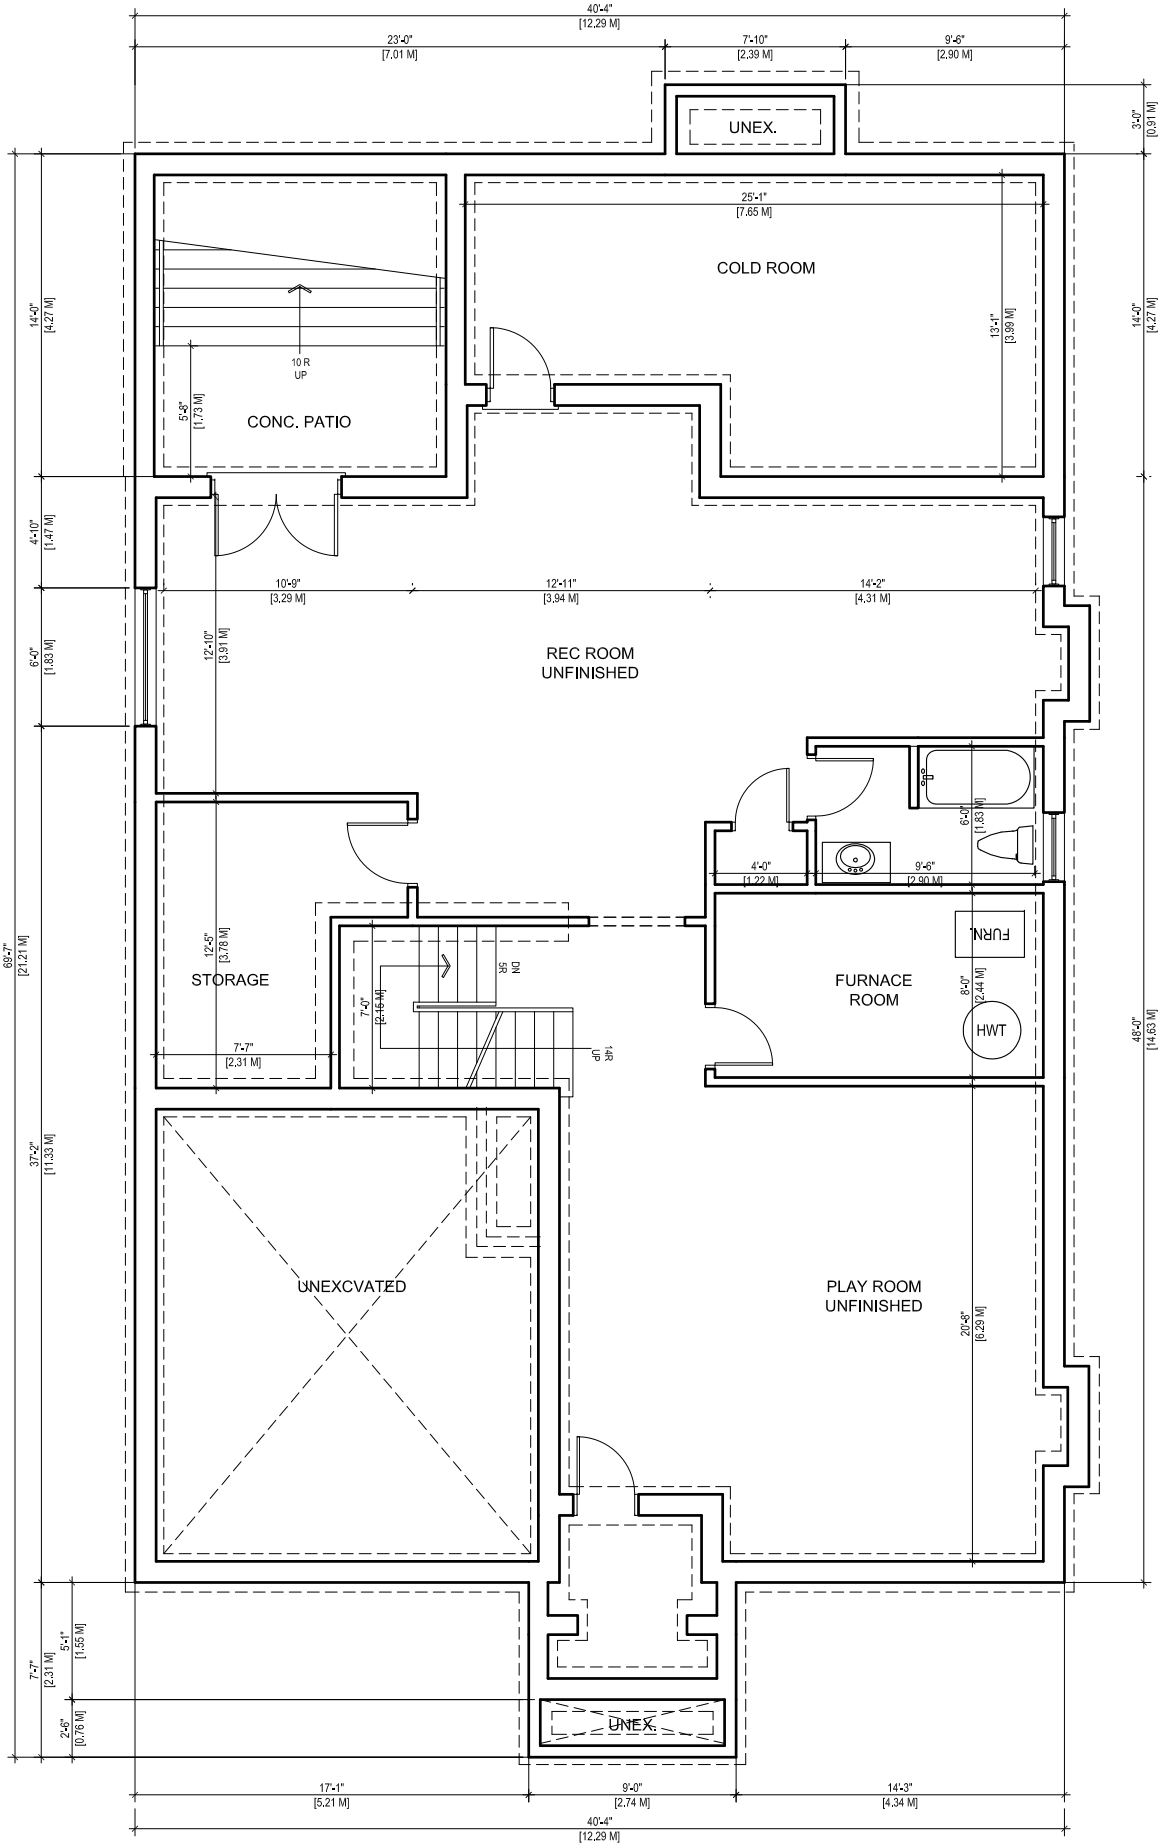 40'-4"
[12.29 M]
23'-0"
[7.01 M]
7'-10"
[2.39 M]
9'-6"
[2.90 M]
3'-0"
[0.91 M]
UNEX.
25'-1"
[7.65 M]
COLD ROOM
13'-1"
[3.99 M]
14'-0"
[4.27 M]
14'-0"
[4.27 M]
10 R
UP
5'-8"
[1.73 M]
CONC. PATIO
4'-10"
[1.47 M]
10'-9"
[3.29 M]
12'-11"
[3.94 M]
14'-2"
[4.31 M]
6'-0"
[1.83 M]
12'-10"
[3.91 M]
REC ROOM
UNFINISHED
6'-0"
[1.83 M]
4'-0"
[1.22 M]
9'-6"
[2.90 M]
69'-7"
[21.21 M]
12'-5"
[3.78 M]
STORAGE
7'-7"
[2.31 M]
7'-0"
[2.15 M]
DN
5R
14R
UP
FURN.
FURNACE
ROOM
8'-0"
[2.44 M]
HWT
48'-0"
[14.63 M]
37'-2"
[11.33 M]
UNEXCVATED
PLAY ROOM
UNFINISHED
20'-8"
[6.29 M]
5'-1"
[1.55 M]
7'-7"
[2.31 M]
2'-6"
[0.76 M]
UNEX.
17'-1"
[5.21 M]
9'-0"
[2.74 M]
14'-3"
[4.34 M]
40'-4"
[12.29 M]